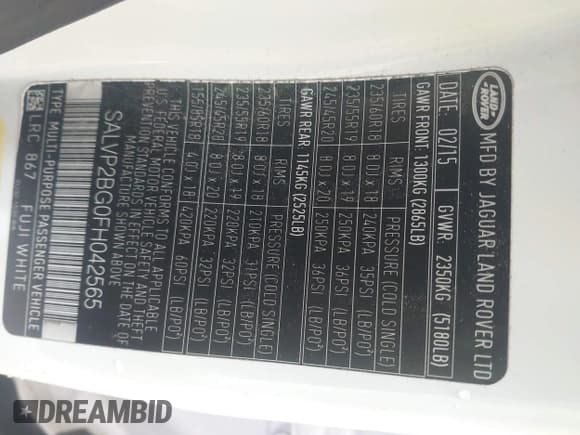 LAND
ROVER
MFD BY JAGUAR LAND ROVER LTD
DATE: 02/15 GVWR: 2350KG (5180LB)
GAWR FRONT: 1300KG (2865LB)
TIRES RIMS PRESSURE (COLD SINGLE)
235/60R18 8.0J x 18 240KPA 35PSI (LB/PO²)
235/55R19 8.0J x 19 250KPA 36PSI (LB/PO²)
245/45R20 8.0J x 20 250KPA 36PSI (LB/PO²)
GAWR REAR: 1145KG (2525LB)
TIRES RIMS PRESSURE (COLD SINGLE)
235/60R18 8.0J x 18 210KPA 31PSI (LB/PO²)
235/55R19 8.0J x 19 220KPA 32PSI (LB/PO²)
245/45R20 8.0J x 20 220KPA 32PSI (LB/PO²)
155/85R18 4.0J x 18 420KPA 60PSI (LB/PO²)
THIS VEHICLE CONFORMS TO ALL APPLICABLE
U.S. FEDERAL MOTOR VEHICLE SAFETY AND THEFT
PREVENTION STANDARDS IN EFFECT ON THE DATE OF
MANUFACTURE SHOWN ABOVE
SALVP2BG0FH042565
TYPE: MULTI-PURPOSE PASSENGER VEHICLE
LRC 867 FUJI WHITE
DREAMBID